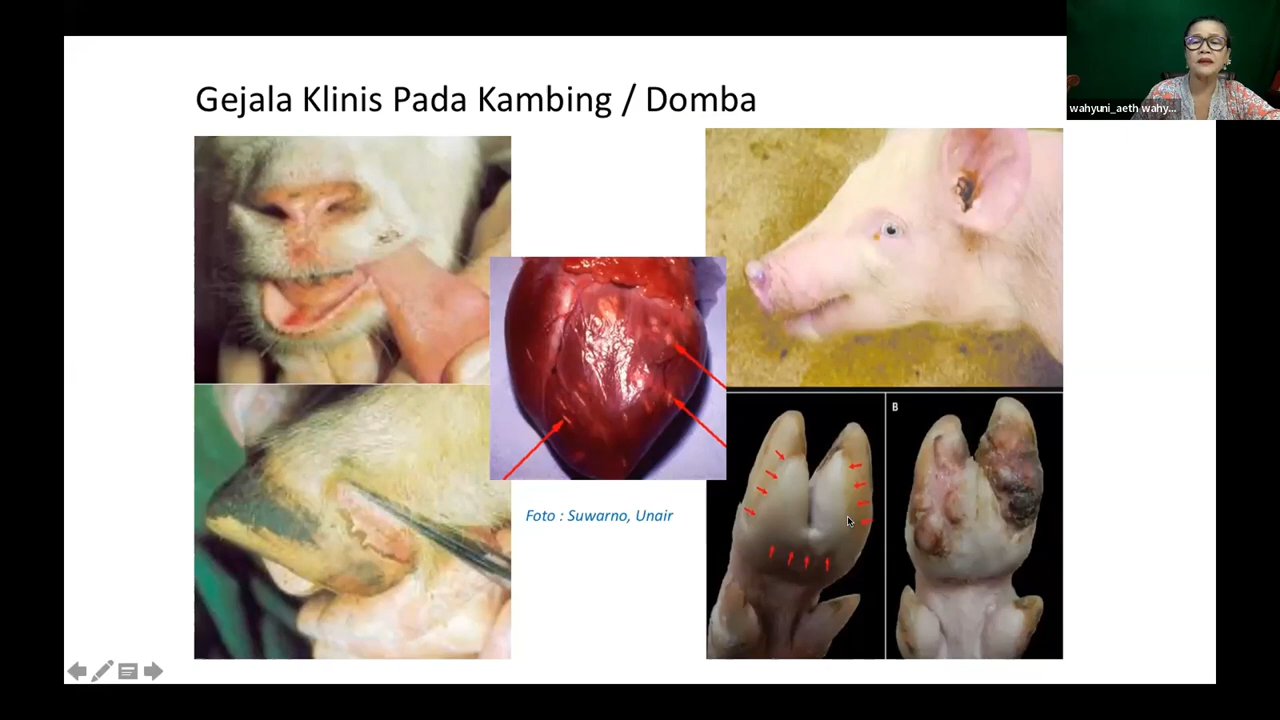 Gejala Klinis Pada Kambing / Domba
wahyuni_aeth wahy...
B
Foto : Suwarno, Unair